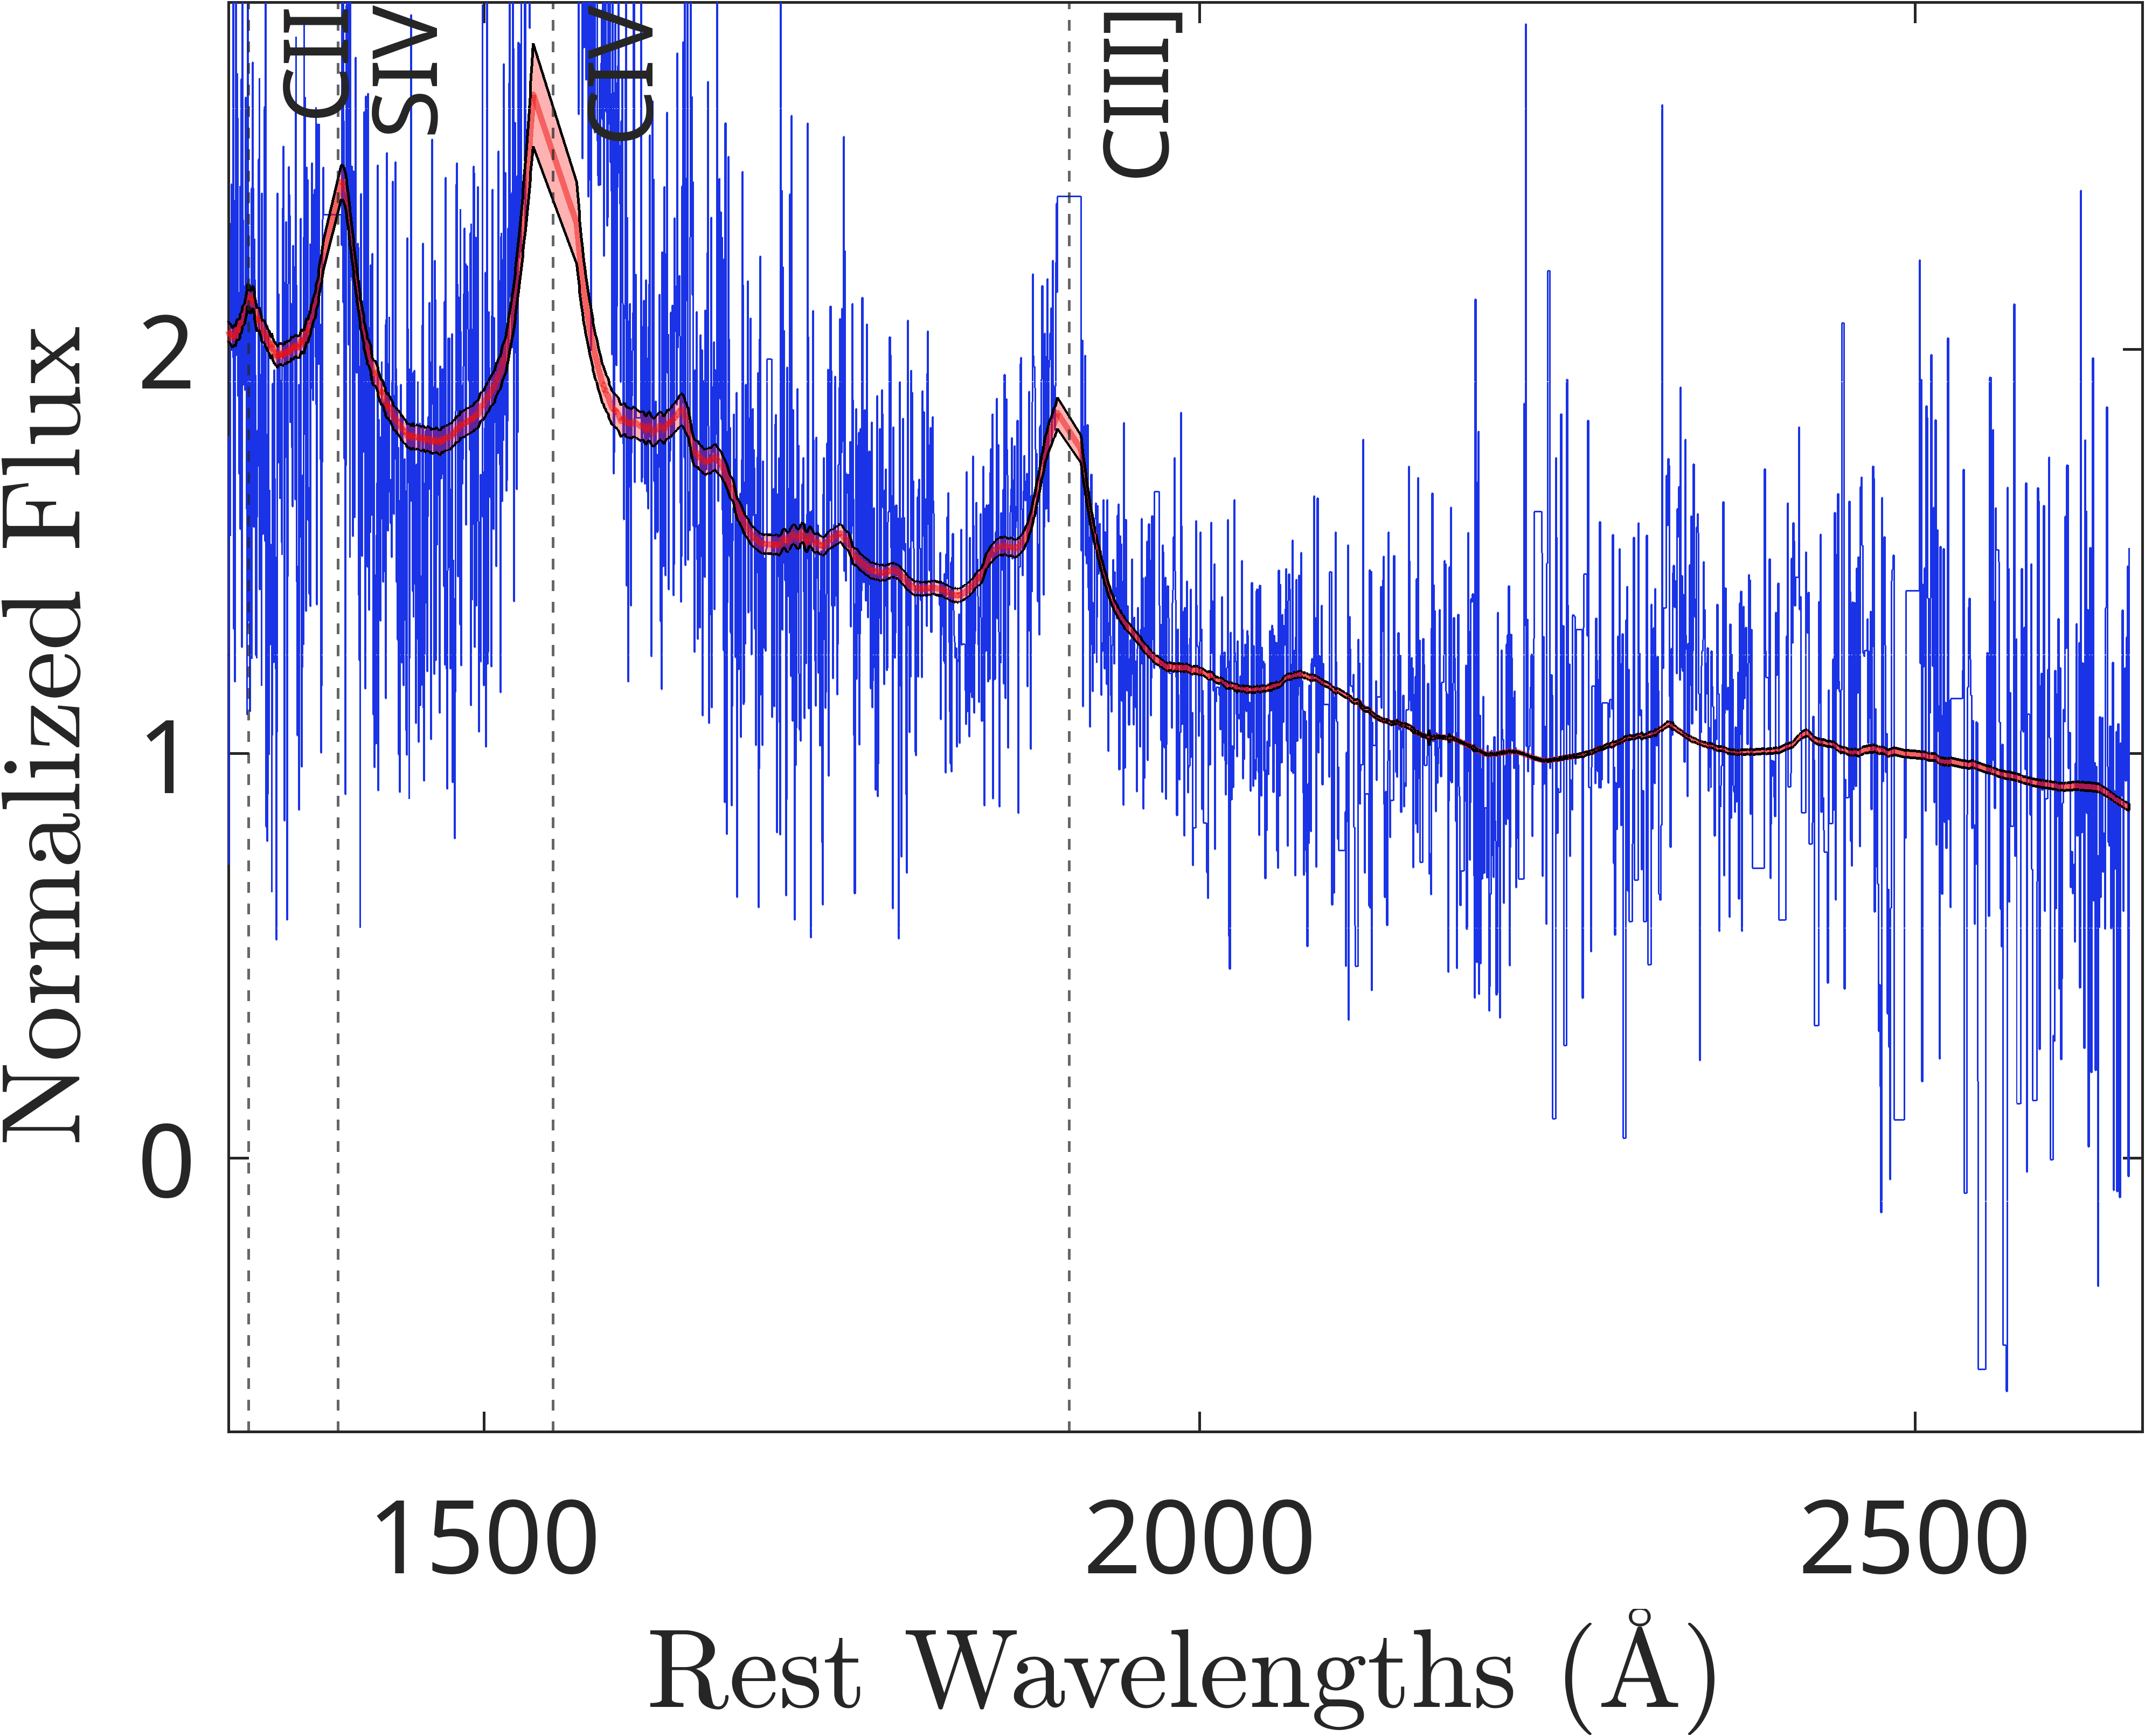 CII
SIV
CIV
CIII]
Normalized Flux
2
1
0
1500
2000
2500
Rest Wavelengths (Å)